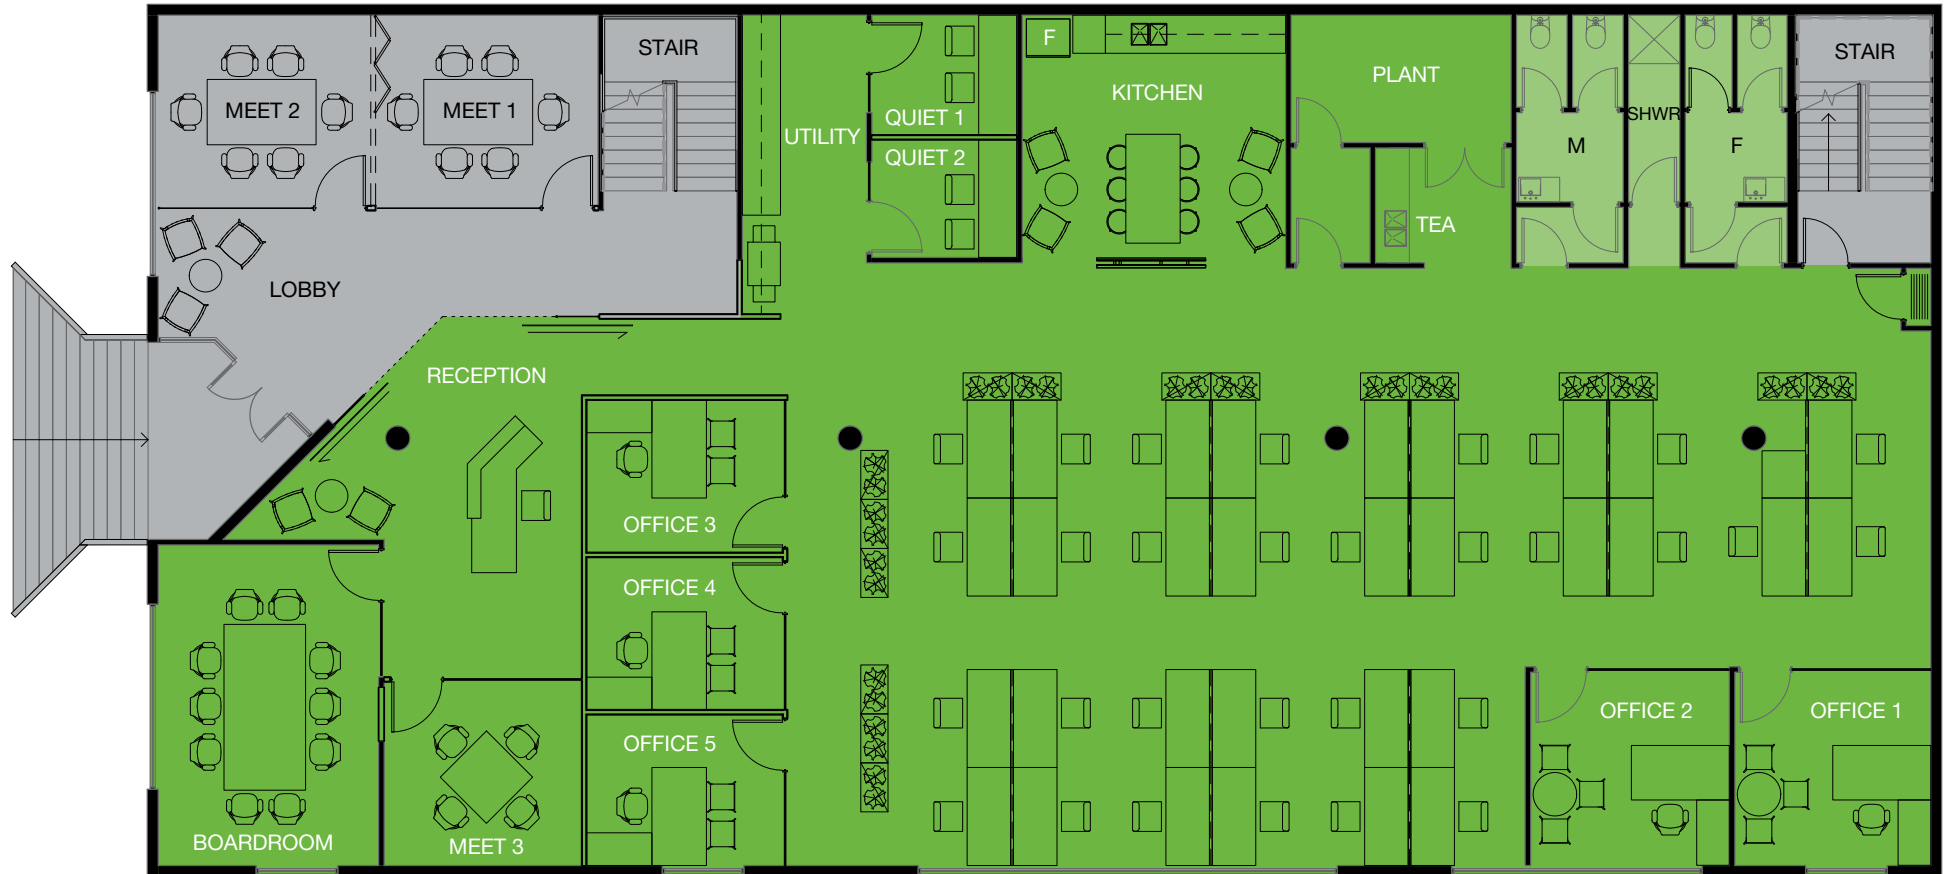 STAIR
MEET 2
MEET 1
UTILITY
QUIET 1
QUIET 2
F
KITCHEN
PLANT
TEA
M
SHWR
F
STAIR
LOBBY
RECEPTION
OFFICE 3
OFFICE 4
OFFICE 5
OFFICE 2
OFFICE 1
BOARDROOM
MEET 3